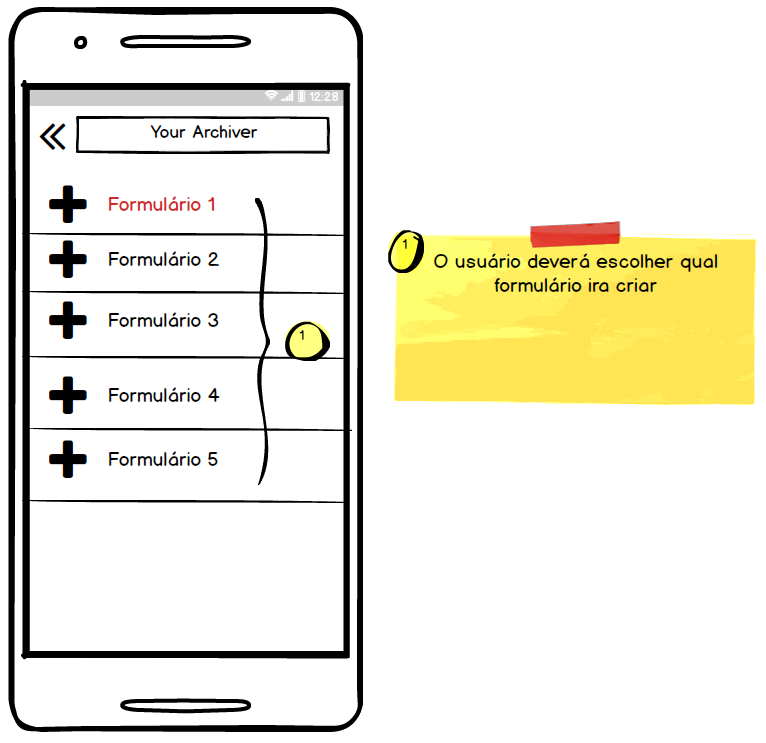 12:28
Your Archiver
Formulário 1
Formulário 2
Formulário 3
1
Formulário 4
Formulário 5
1
O usuário deverá escolher qual
formulário ira criar